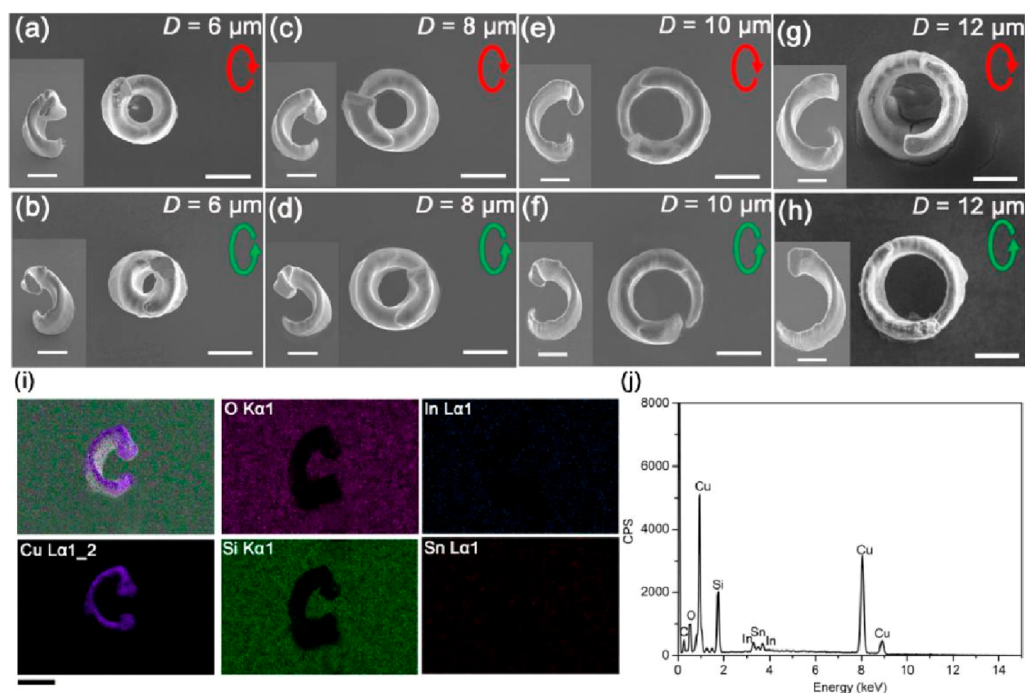 (a) D = 6 µm
(c) D = 8 µm
(e) D = 10 µm
(g) D = 12 µm
(b) D = 6 µm
(d) D = 8 µm
(f) D = 10 µm
(h) D = 12 µm
(i)
O Kα1
In Lα1
Cu Lα1_2
Si Kα1
Sn Lα1
(j)
8000
6000
4000
2000
0
CPS
C
O
Cu
Si
In
Sn
In
Cu
Cu
0 2 4 6 8 10 12 14
Energy (keV)